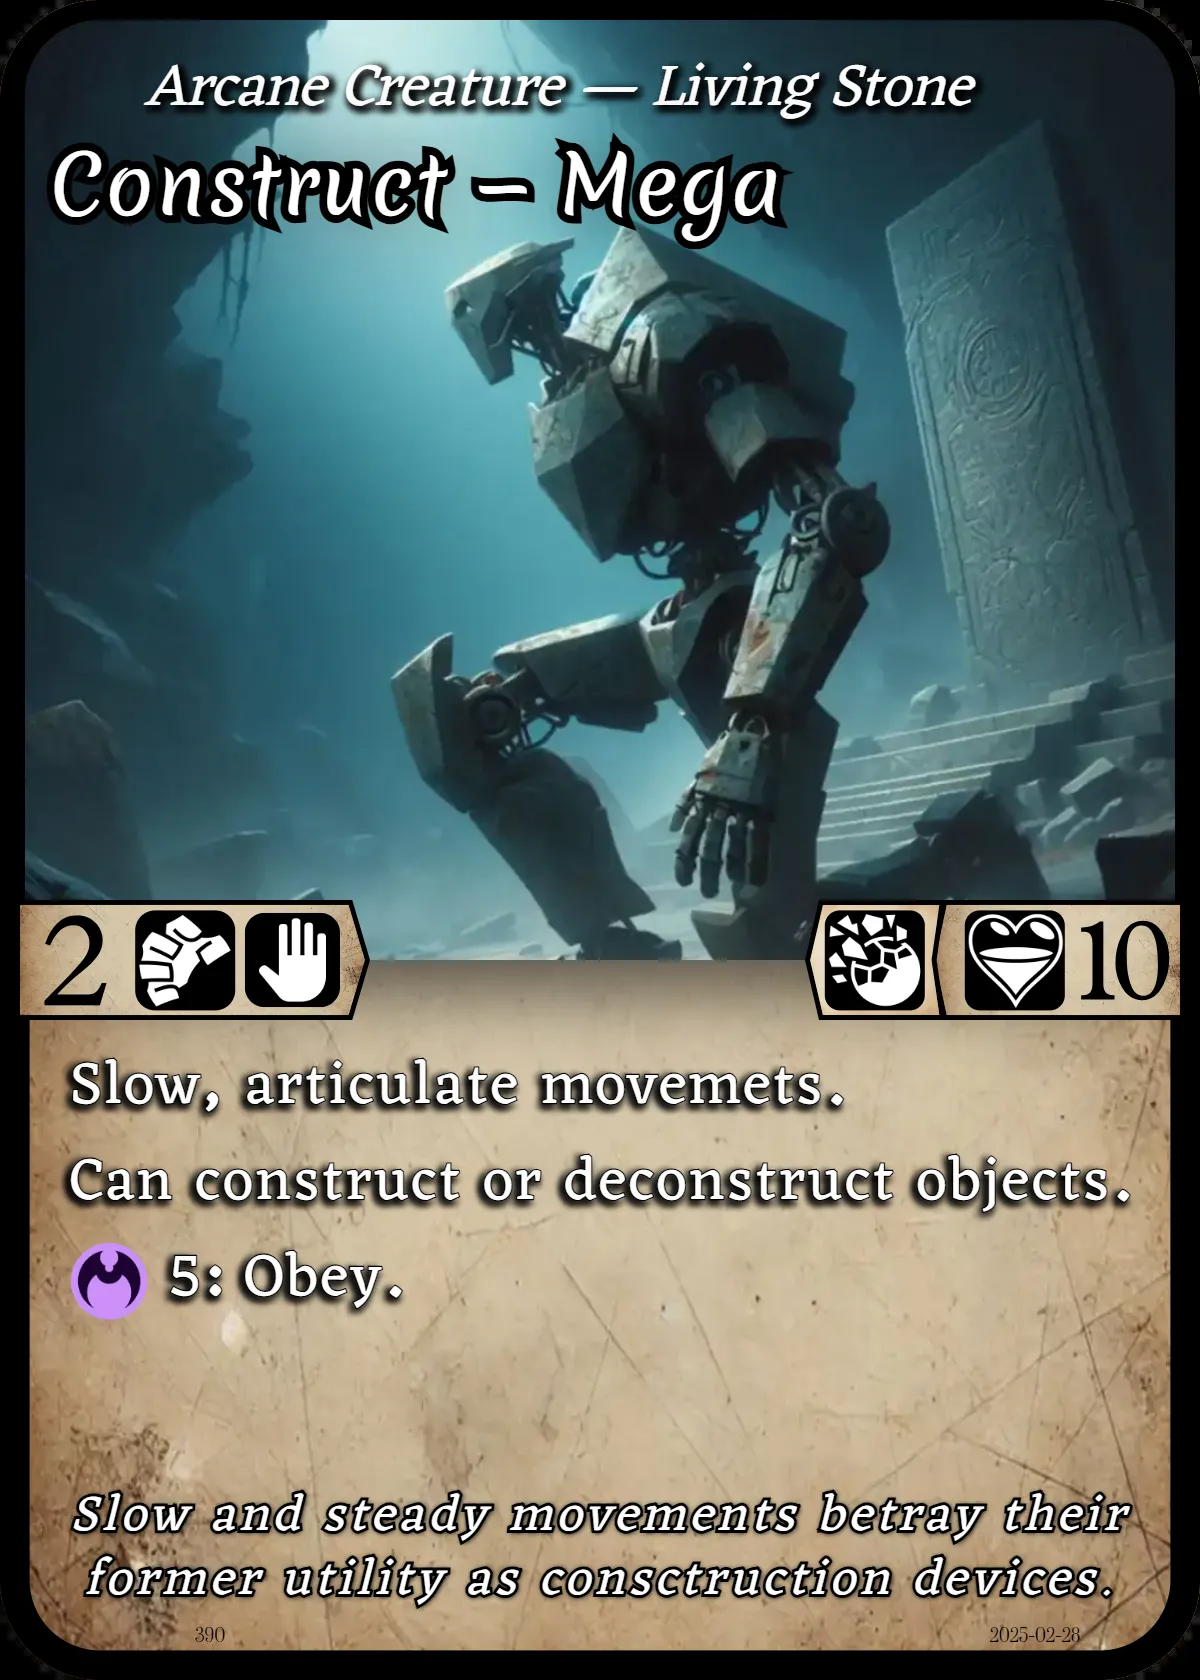 Arcane Creature — Living Stone
Construct – Mega
2
10
Slow, articulate movemets.
Can construct or deconstruct objects.
5: Obey.
Slow and steady movements betray their
former utility as consctruction devices.
390
2025-02-28